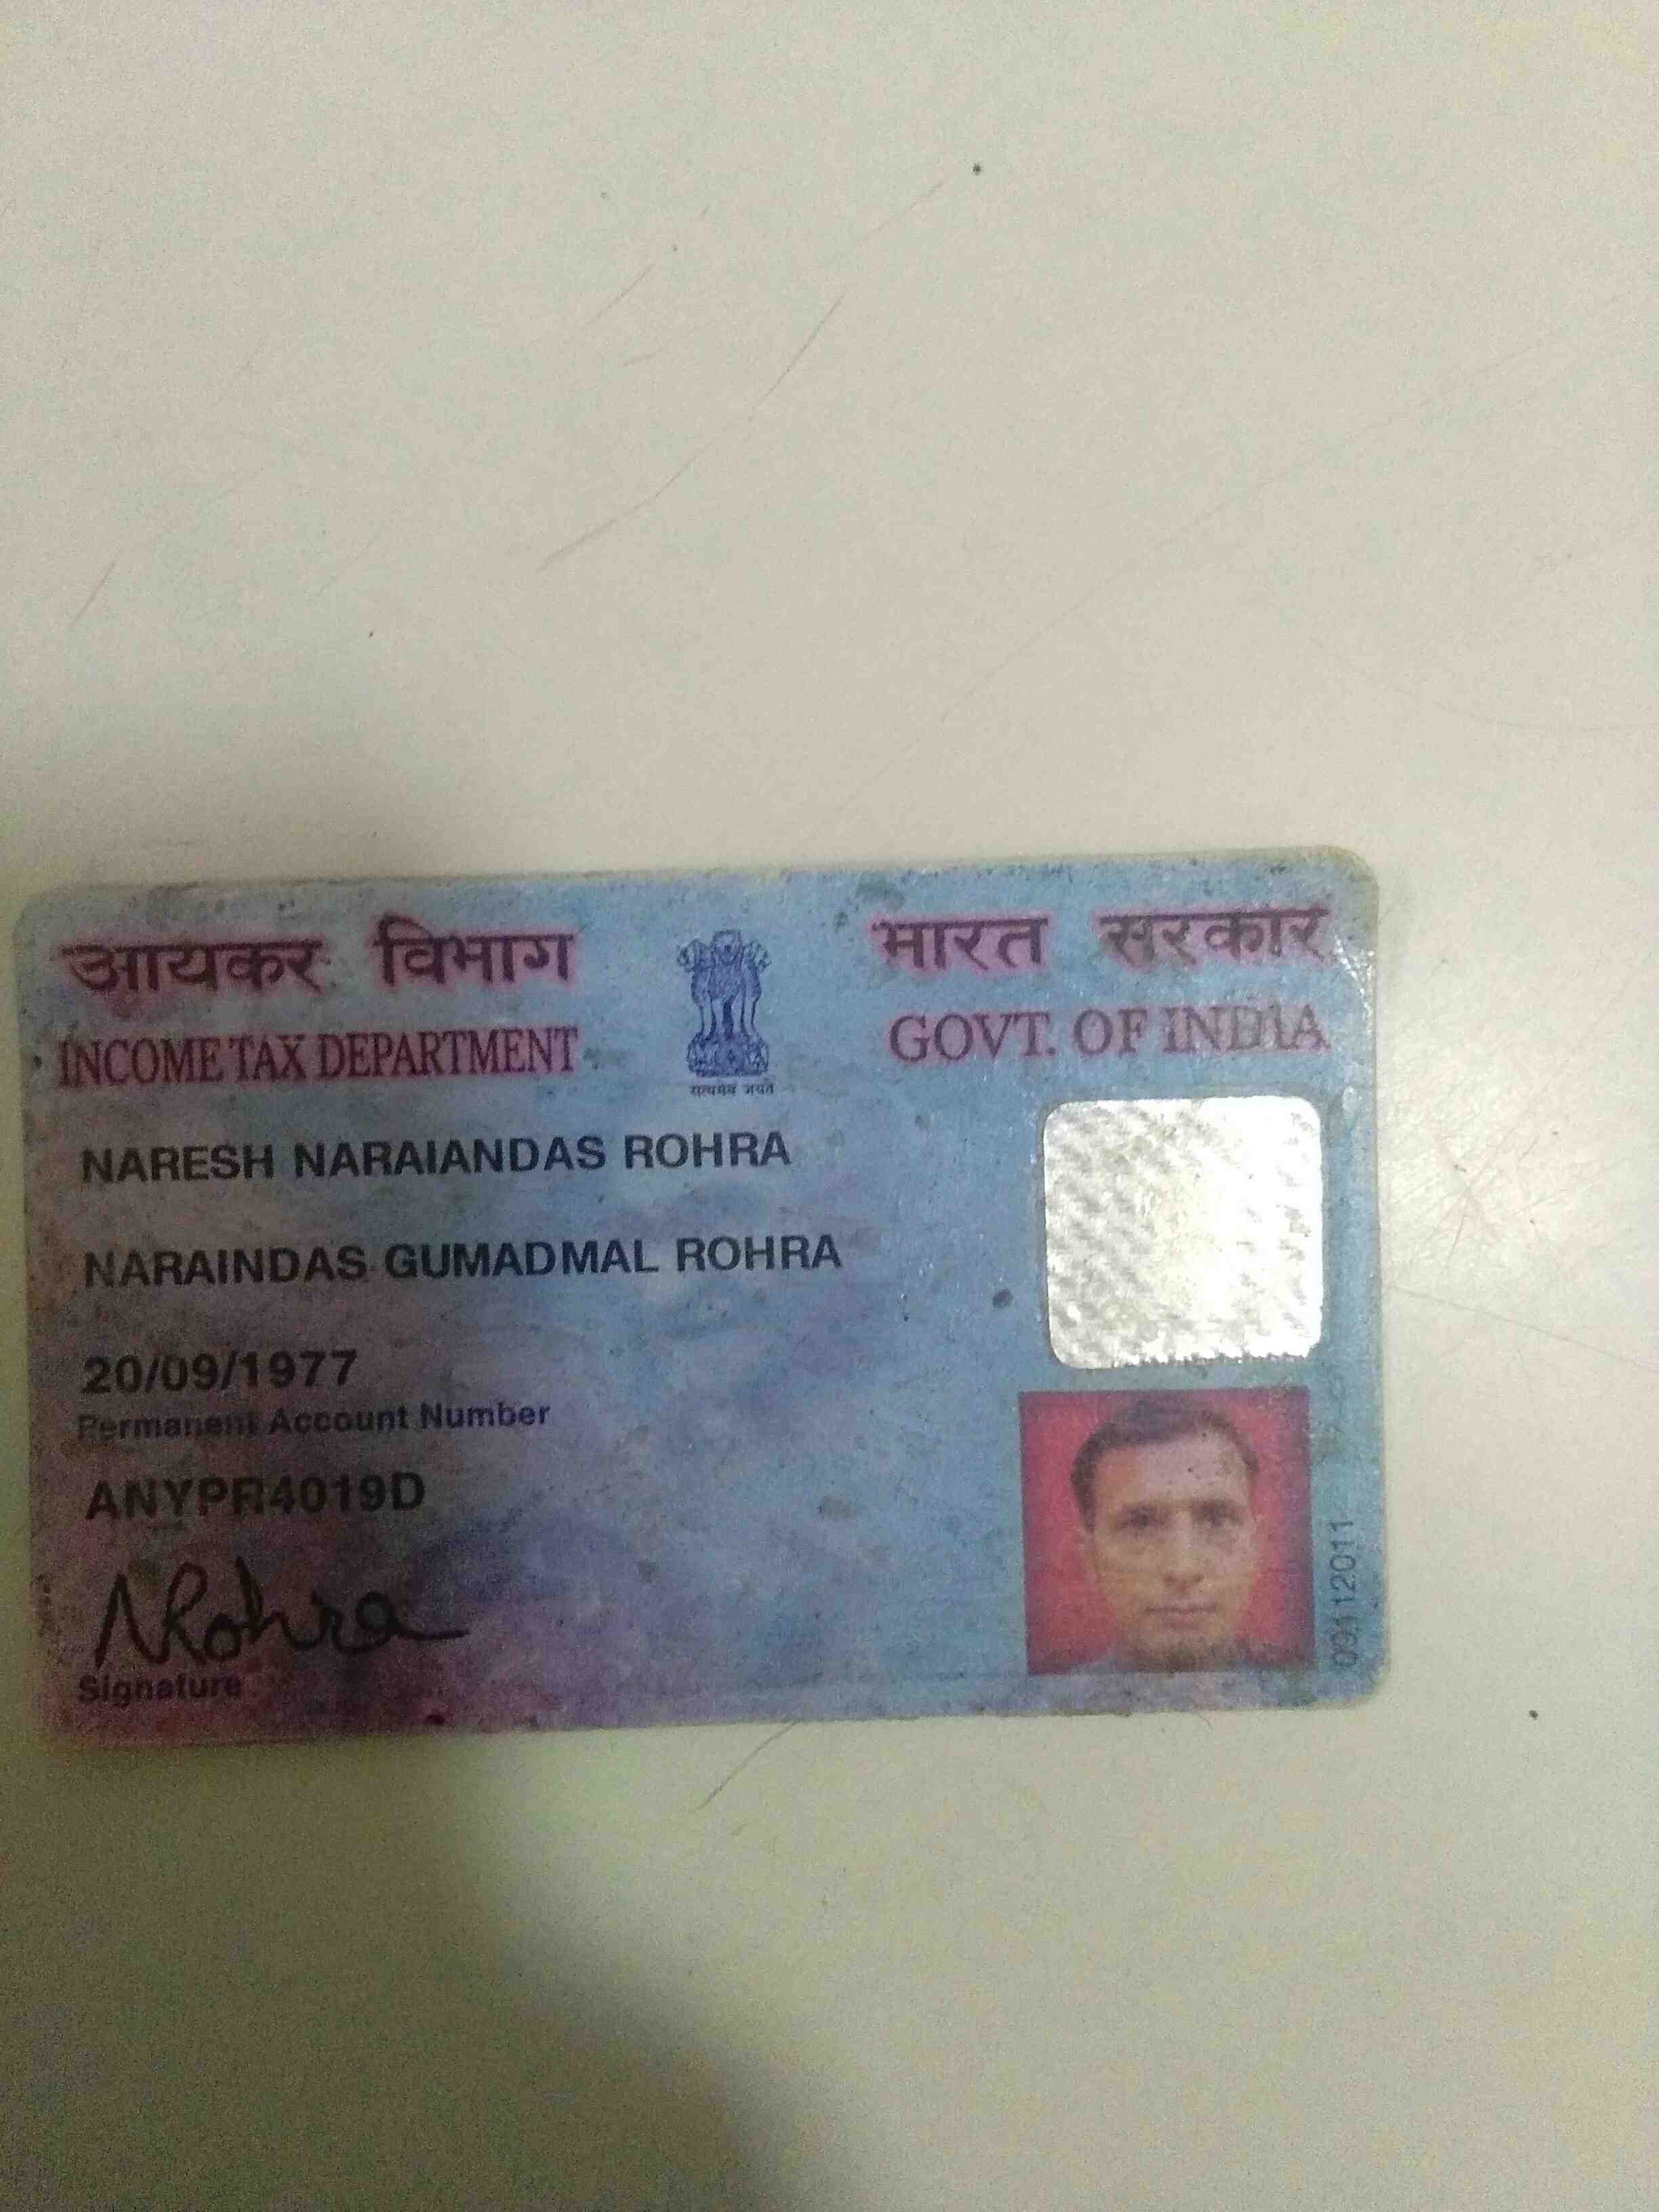 आयकर विभाग
INCOME TAX DEPARTMENT
सत्यमेव जयते
भारत सरकार
GOVT. OF INDIA
NARESH NARAIANDAS ROHRA
NARAINDAS GUMADMAL ROHRA
20/09/1977
Permanent Account Number
ANYPR4019D
NRohra
Signature
09112011